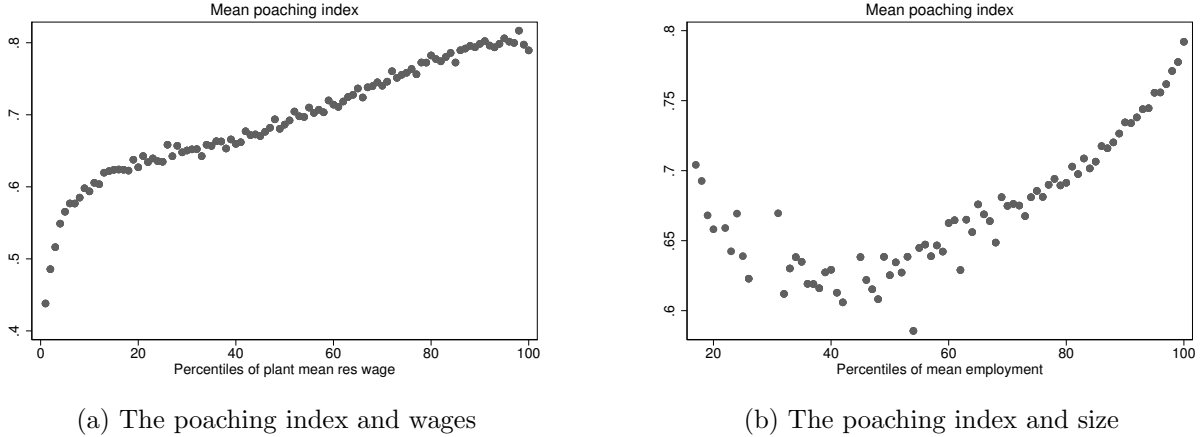 Mean poaching index
.8
.7
.6
.5
.4
0 20 40 60 80 100
Percentiles of plant mean res wage
(a) The poaching index and wages
Mean poaching index
.8
.75
.7
.65
.6
20 40 60 80 100
Percentiles of mean employment
(b) The poaching index and size